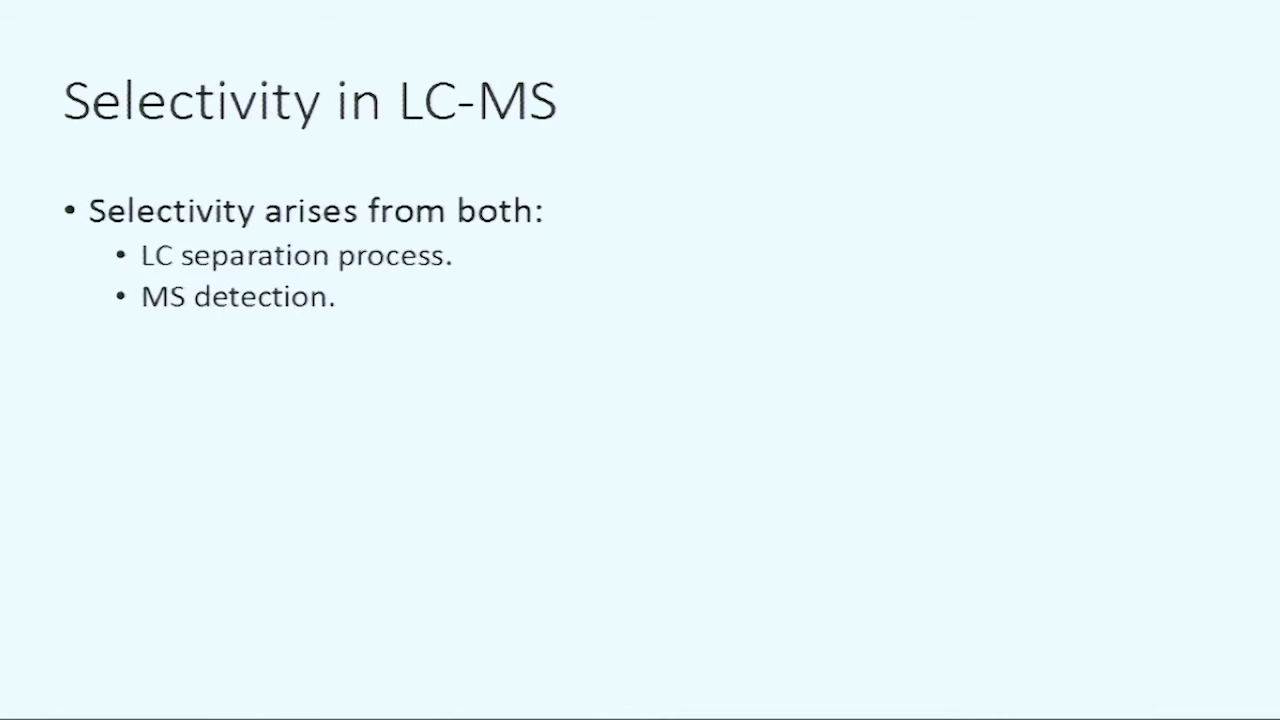 Selectivity in LC-MS
• Selectivity arises from both:
• LC separation process.
• MS detection.